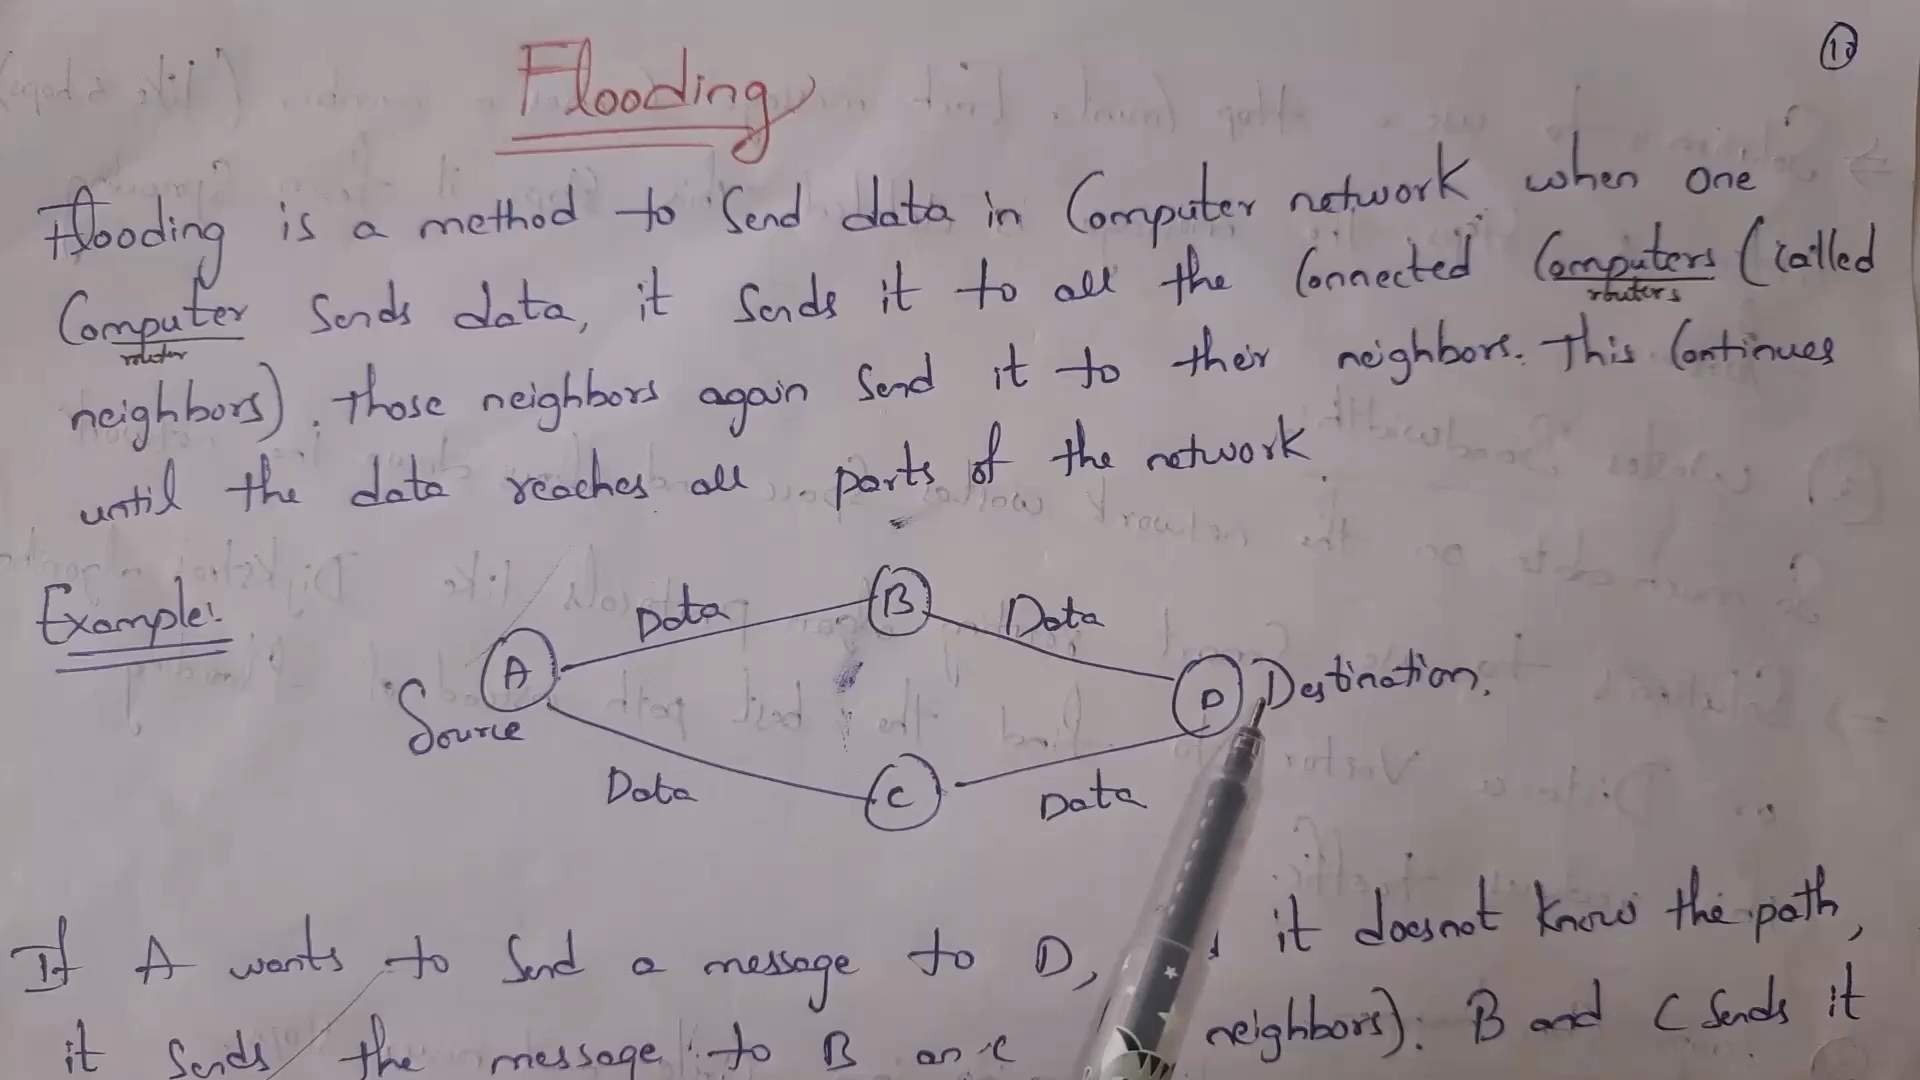 1
Flooding
Flooding is a method to send data in Computer network when one
Computer sends data, it sends it to all the Connected Computers (called
router
routers
neighbors). Those neighbors again send it to their neighbors. This Continues
until the data reaches all parts of the network.
Example:
Data
B
Data
A
D
Destination.
Source
Data
C
Data
If A wants to send a message to D, it doesnot know the path,
it sends the message to B neighbors). B and C sends it